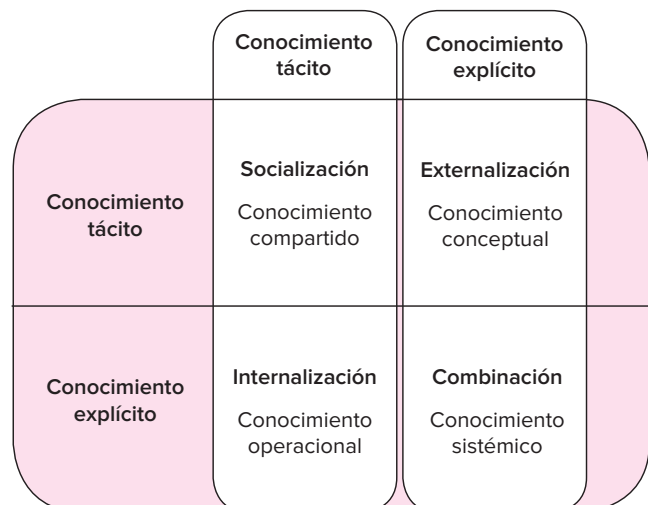 Conocimiento
tácito
Conocimiento
explícito
Conocimiento
tácito
Socialización
Conocimiento
compartido
Externalización
Conocimiento
conceptual
Conocimiento
explícito
Internalización
Conocimiento
operacional
Combinación
Conocimiento
sistémico